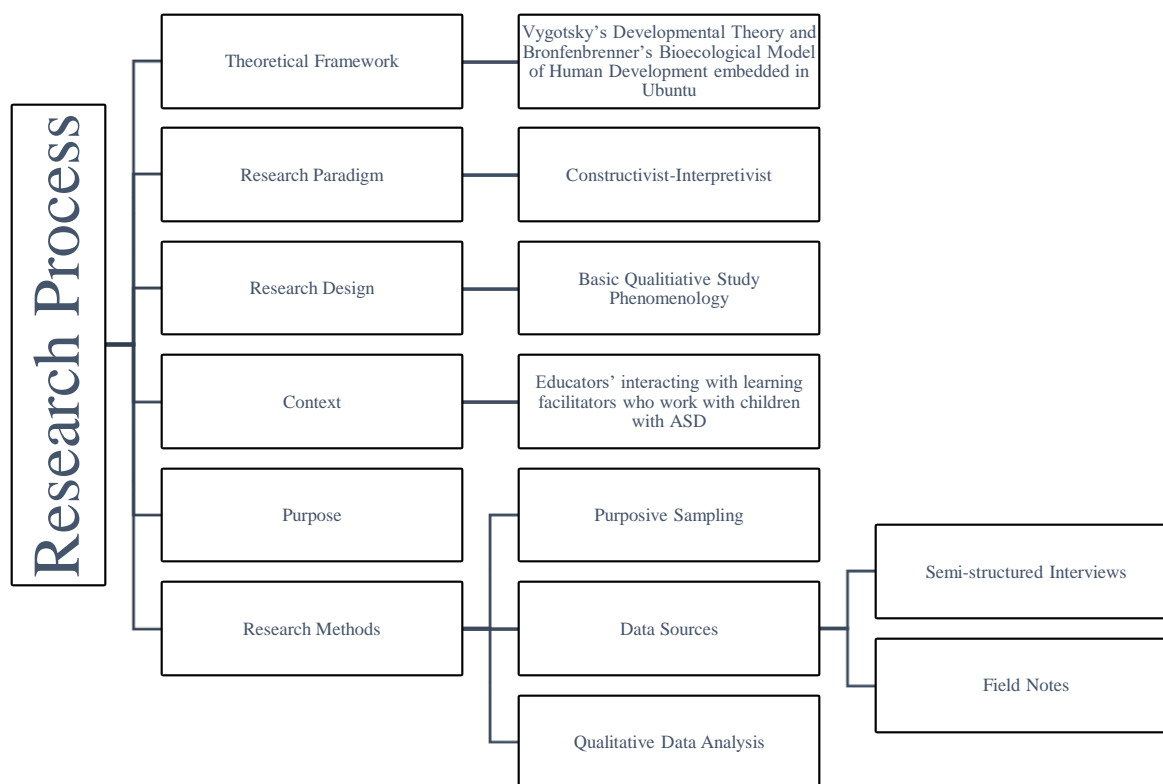 Research Process
Theoretical Framework
Vygotsky’s Developmental Theory and
Bronfenbrenner’s Bioecological Model
of Human Development embedded in
Ubuntu
Research Paradigm
Constructivist-Interpretivist
Research Design
Basic Qualitiative Study
Phenomenology
Context
Educators’ interacting with learning
facilitators who work with children
with ASD
Purpose
Research Methods
Purposive Sampling
Data Sources
Semi-structured Interviews
Field Notes
Qualitative Data Analysis